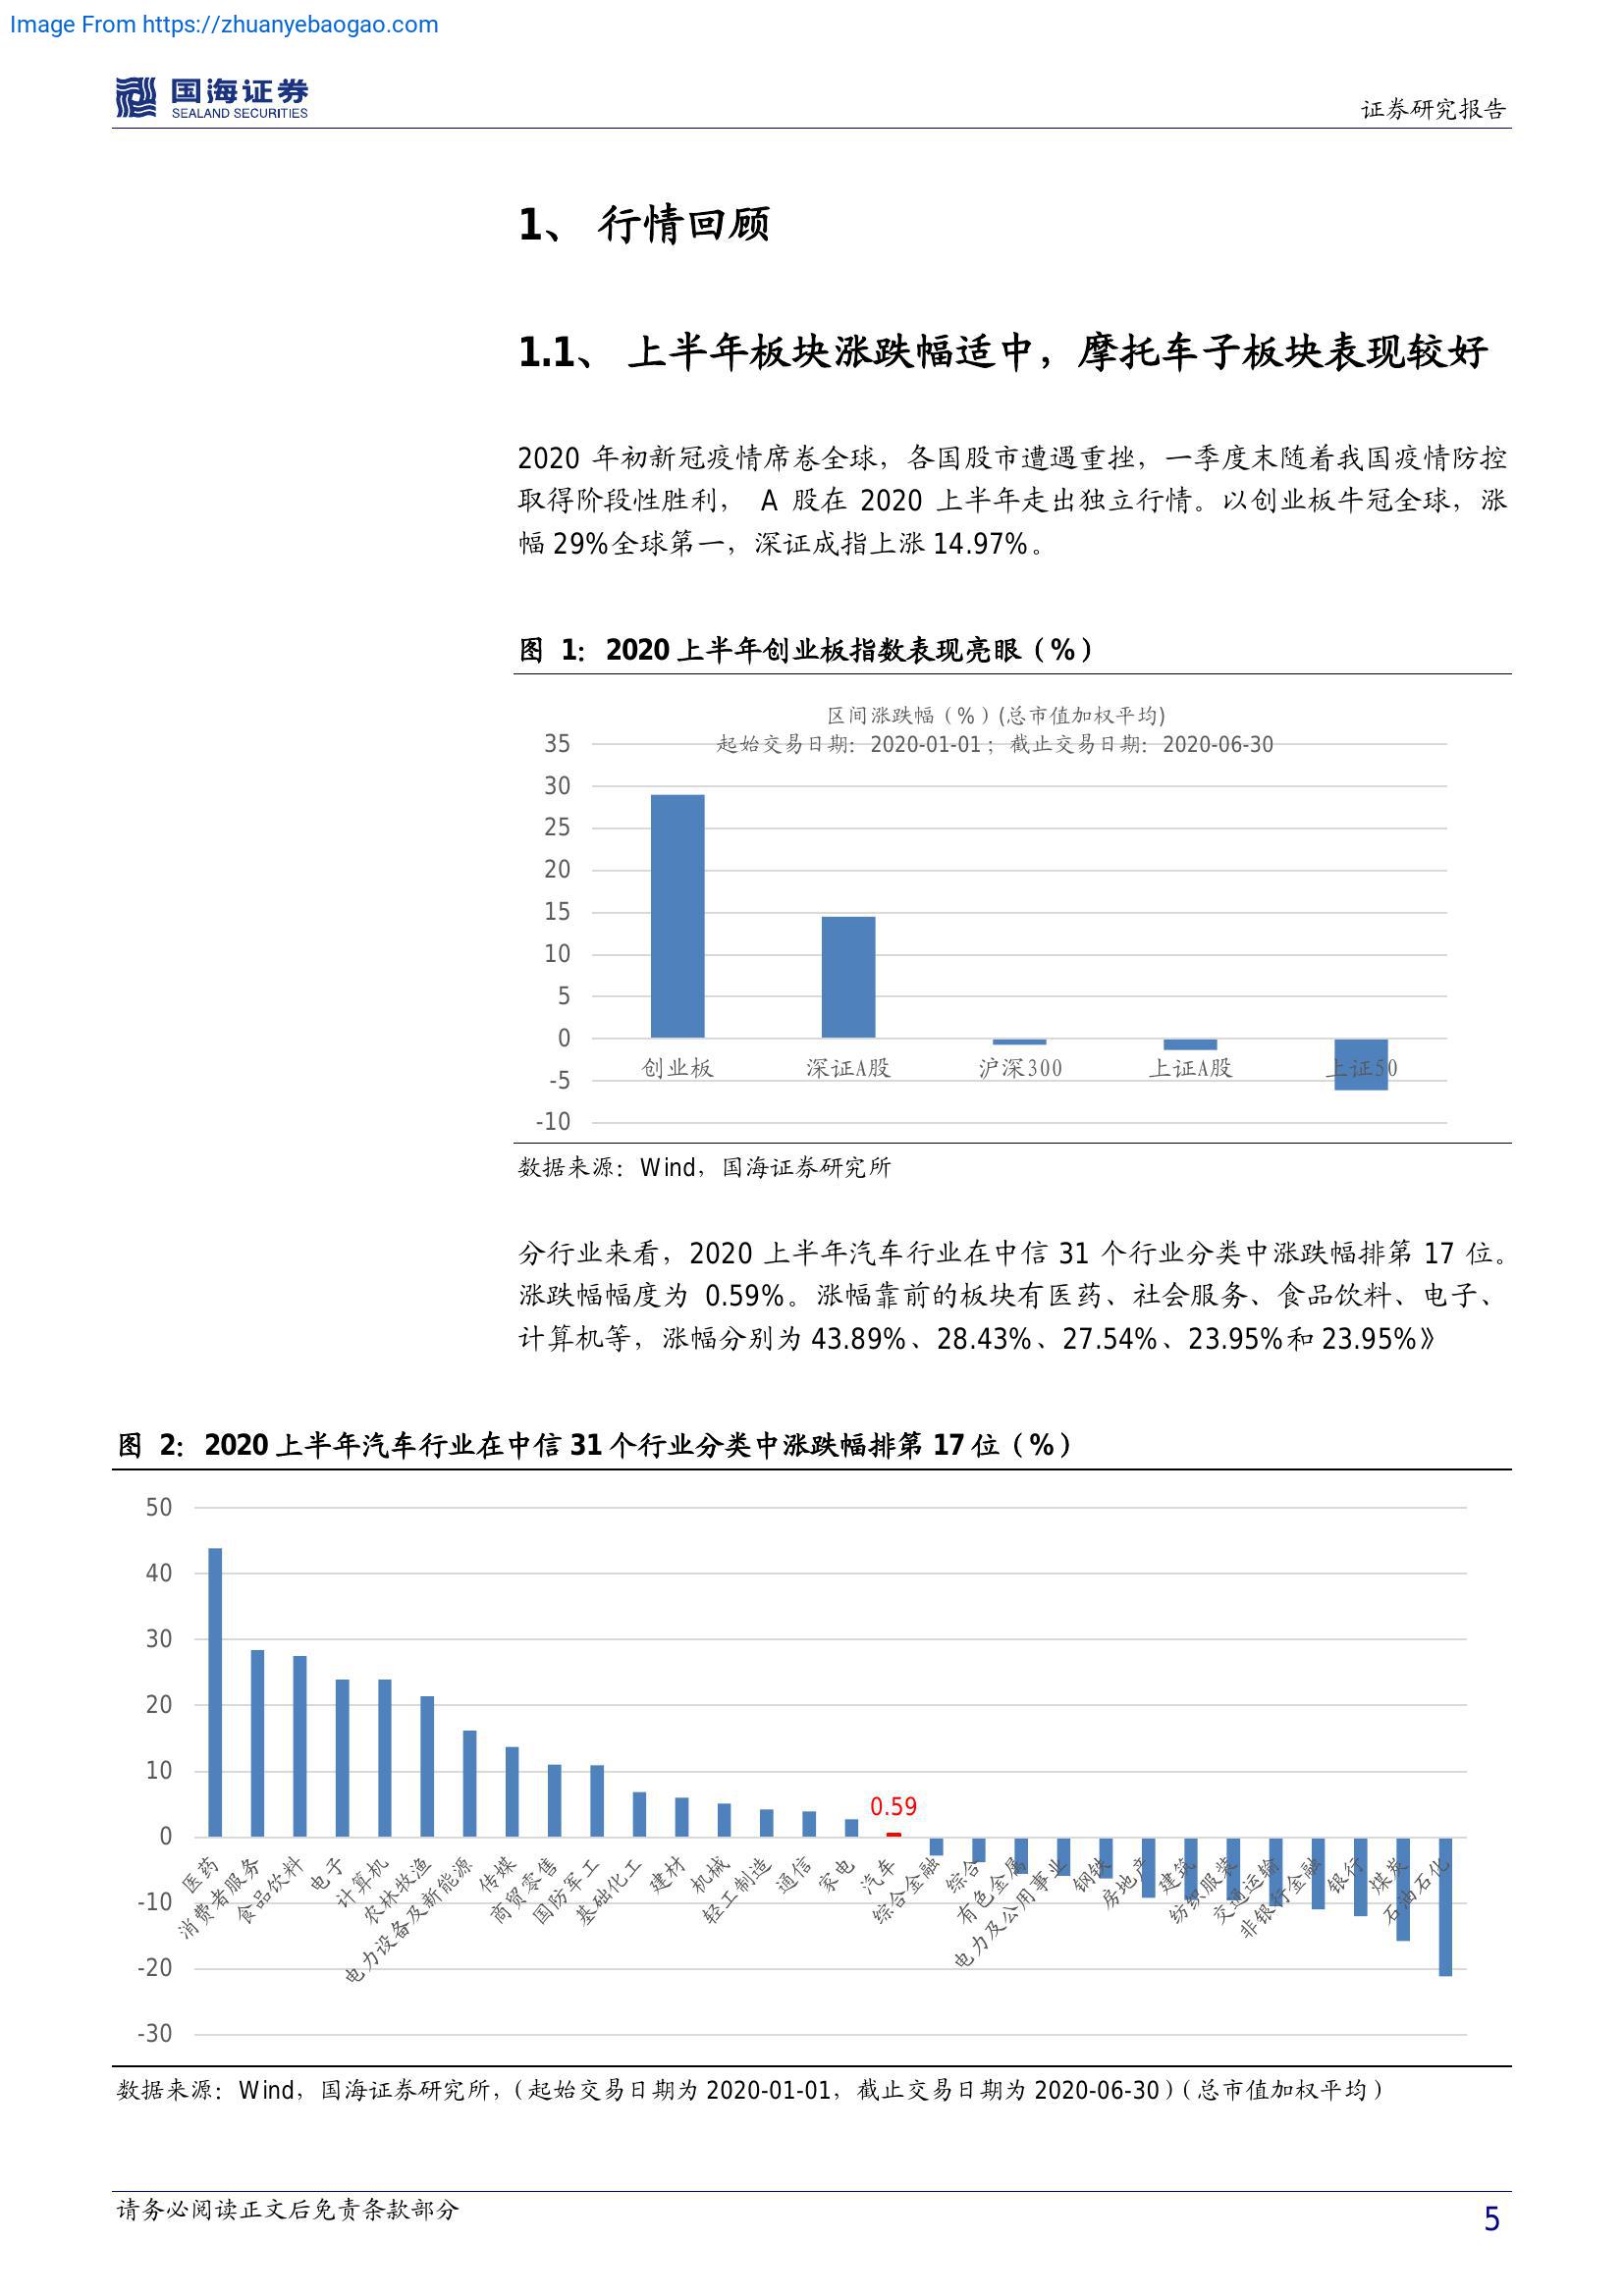 Image From https://zhuanyebaogao.com
国海证券
SEALAND SECURITIES
证券研究报告
1、 行情回顾
1.1、 上半年板块涨跌幅适中，摩托车子板块表现较好
2020 年初新冠疫情席卷全球，各国股市遭遇重挫，一季度末随着我国疫情防控
取得阶段性胜利， A 股在 2020 上半年走出独立行情。以创业板牛冠全球，涨
幅 29%全球第一，深证成指上涨 14.97%。
图 1： 2020 上半年创业板指数表现亮眼（%）
区间涨跌幅（%）(总市值加权平均)
起始交易日期：2020-01-01 ；截止交易日期：2020-06-30
35
30
25
20
15
10
5
0
-5
-10
创业板
深证A股
沪深300
上证A股
上证50
数据来源：Wind，国海证券研究所
分行业来看，2020 上半年汽车行业在中信 31 个行业分类中涨跌幅排第 17 位。
涨跌幅幅度为 0.59%。涨幅靠前的板块有医药、社会服务、食品饮料、电子、
计算机等，涨幅分别为 43.89%、28.43%、27.54%、23.95%和 23.95%》
图 2： 2020 上半年汽车行业在中信 31 个行业分类中涨跌幅排第 17 位（%）
50
40
30
20
10
0
-10
-20
-30
0.59
医药
消费者服务
食品饮料
电子
计算机
农林牧渔
电力设备及新能源
传媒
商贸零售
国防军工
基础化工
建材
机械
轻工制造
通信
家电
汽车
综合金融
综合
有色金属
电力及公用事业
钢铁
房地产
建筑
纺织服装
交通运输
非银行金融
银行
煤炭
石油石化
数据来源：Wind，国海证券研究所，（起始交易日期为 2020-01-01，截止交易日期为 2020-06-30）（总市值加权平均）
请务必阅读正文后免责条款部分
5